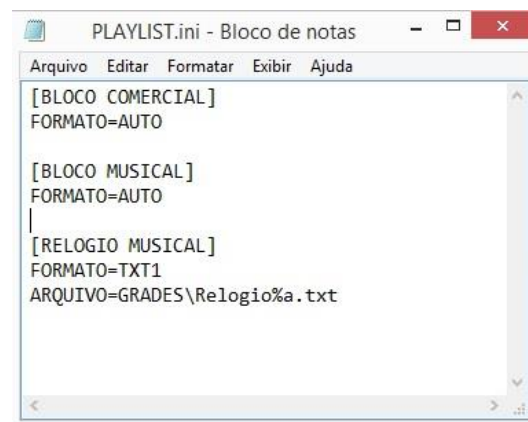 PLAYLIST.ini - Bloco de notas
Arquivo Editar Formatar Exibir Ajuda
[BLOCO COMERCIAL]
FORMATO=AUTO
[BLOCO MUSICAL]
FORMATO=AUTO
[RELOGIO MUSICAL]
FORMATO=TXT1
ARQUIVO=GRADES\Relogio%a.txt